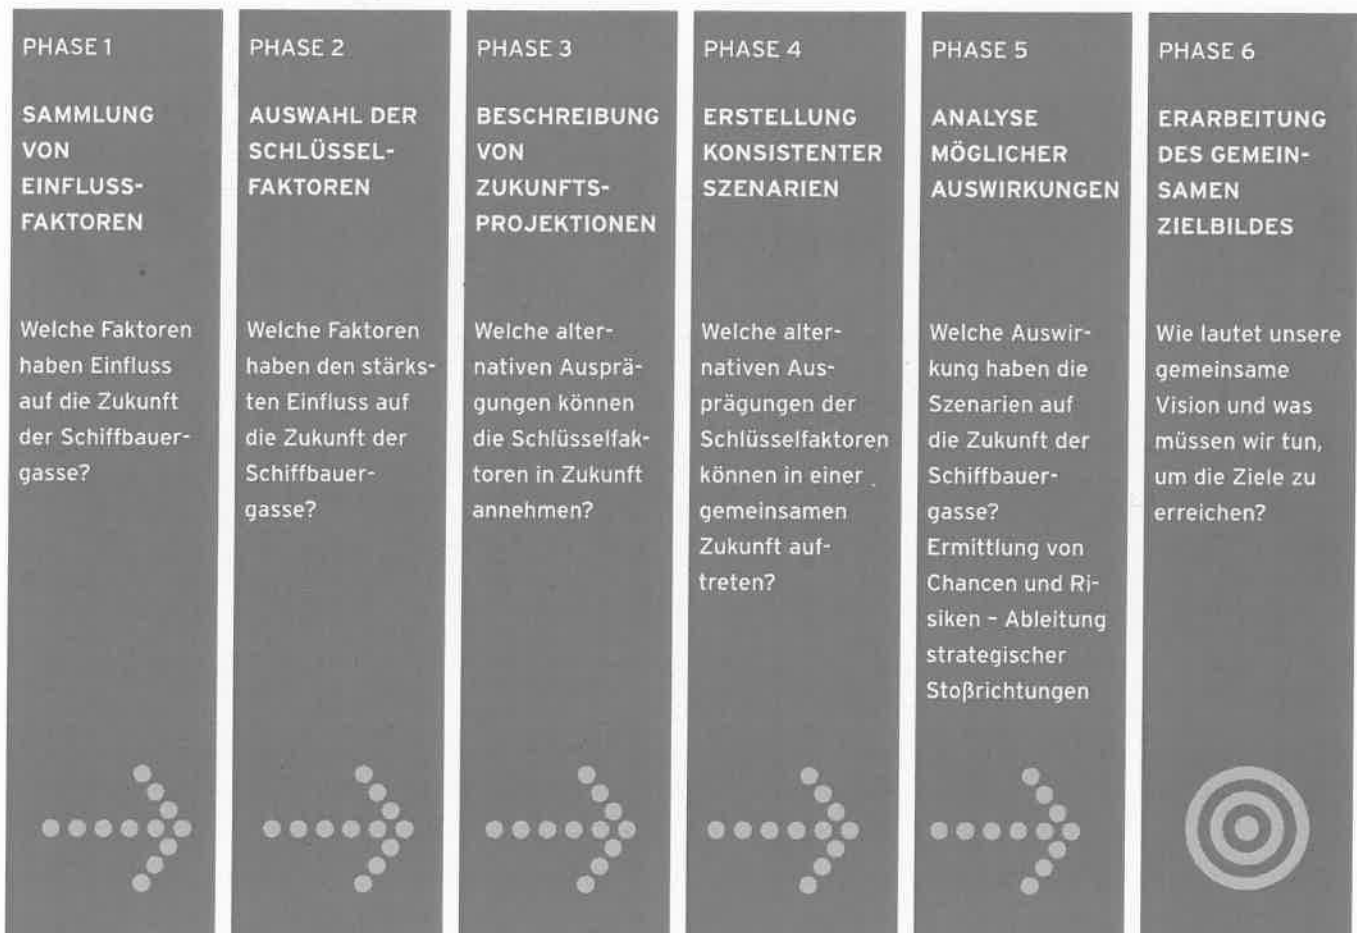 PHASE 1
SAMMLUNG
VON
EINFLUSS-
FAKTOREN
Welche Faktoren
haben Einfluss
auf die Zukunft
der Schiffbauer-
gasse?
PHASE 2
AUSWAHL DER
SCHLÜSSEL-
FAKTOREN
Welche Faktoren
haben den stärks-
ten Einfluss auf
die Zukunft der
Schiffbauer-
gasse?
PHASE 3
BESCHREIBUNG
VON
ZUKUNFTS-
PROJEKTIONEN
Welche alter-
nativen Ausprä-
gungen können
die Schlüsselfak-
toren in Zukunft
annehmen?
PHASE 4
ERSTELLUNG
KONSISTENTER
SZENARIEN
Welche alter-
nativen Aus-
prägungen der
Schlüsselfaktoren
können in einer
gemeinsamen
Zukunft auf-
treten?
PHASE 5
ANALYSE
MÖGLICHER
AUSWIRKUNGEN
Welche Auswir-
kung haben die
Szenarien auf
die Zukunft der
Schiffbauer-
gasse?
Ermittlung von
Chancen und Ri-
siken – Ableitung
strategischer
Stoßrichtungen
PHASE 6
ERARBEITUNG
DES GEMEIN-
SAMEN
ZIELBILDES
Wie lautet unsere
gemeinsame
Vision und was
müssen wir tun,
um die Ziele zu
erreichen?